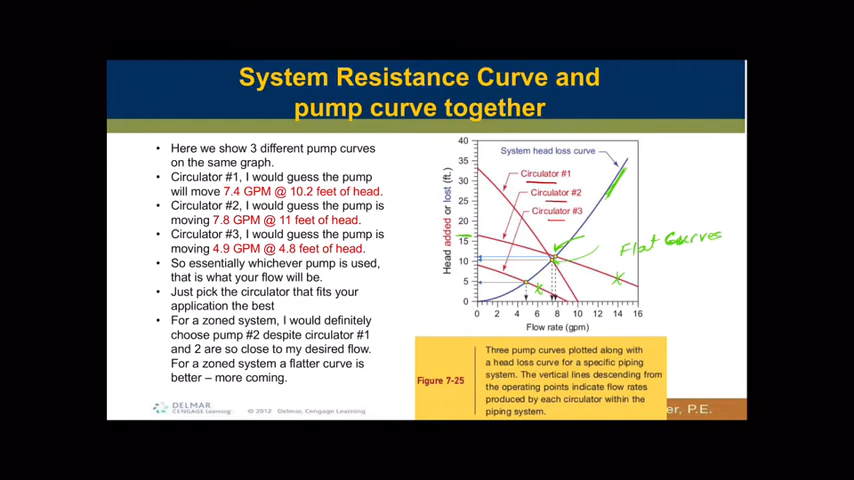 System Resistance Curve and
pump curve together
• Here we show 3 different pump curves
on the same graph.
• Circulator #1, I would guess the pump
will move 7.4 GPM @ 10.2 feet of head.
• Circulator #2, I would guess the pump is
moving 7.8 GPM @ 11 feet of head.
• Circulator #3, I would guess the pump is
moving 4.9 GPM @ 4.8 feet of head.
• So essentially whichever pump is used,
that is what your flow will be.
• Just pick the circulator that fits your
application the best
• For a zoned system, I would definitely
choose pump #2 despite circulator #1
and 2 are so close to my desired flow.
For a zoned system a flatter curve is
better – more coming.
Head added or lost (ft.)
40
35
30
25
20
15
10
5
0
System head loss curve
Circulator #1
Circulator #2
Circulator #3
Flat Curves
0 2 4 6 8 10 12 14 16
Flow rate (gpm)
Figure 7-25
Three pump curves plotted along with
a head loss curve for a specific piping
system. The vertical lines descending from
the operating points indicate flow rates
produced by each circulator within the
piping system.
DELMAR
CENGAGE Learning
© 2012 Delmar, Cengage Learning
er, P.E.